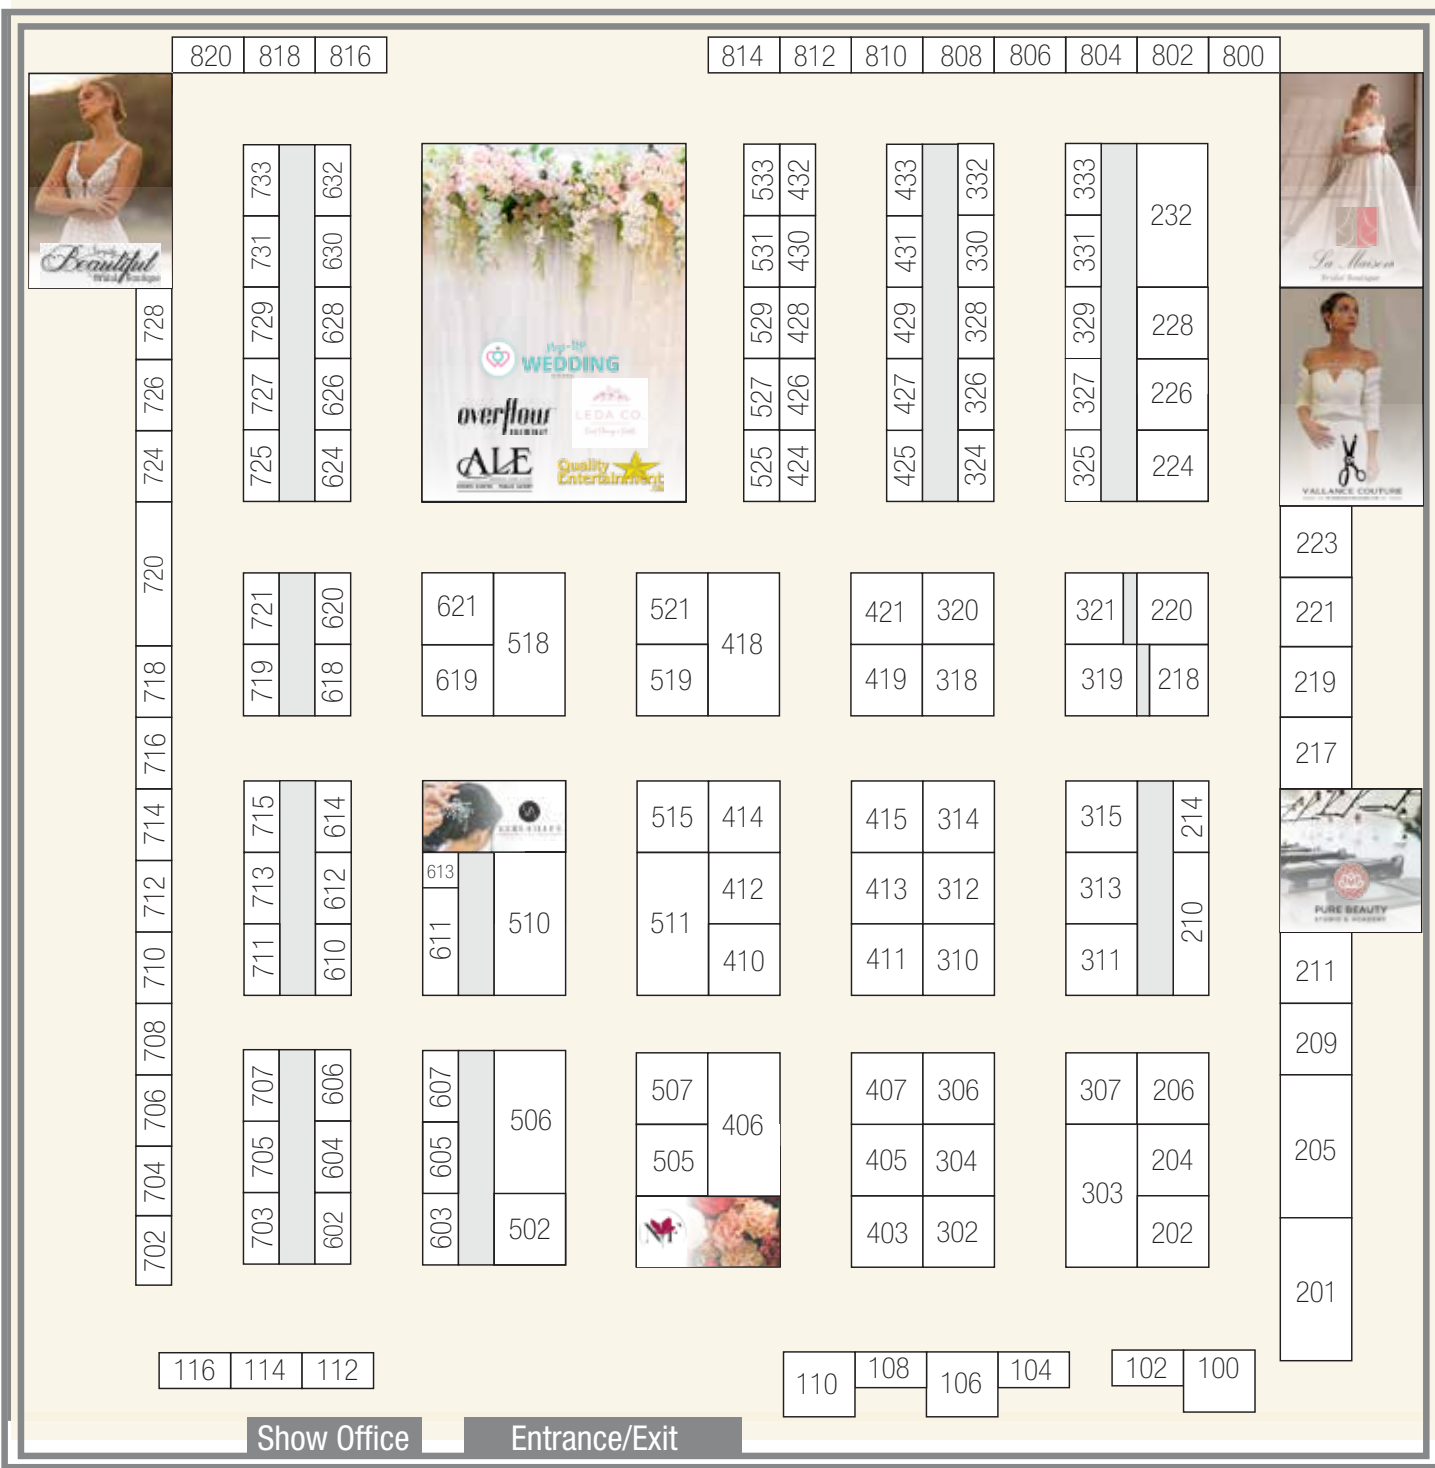 820 818 816 814 812 810 808 806 804 802 800
733 632 533 432 433 332 333 232
731 630 531 430 431 330 331
Beautiful
La Maison
Bridal Boutique
728 729 628 529 428 429 328 329 228
Pop-Up
WEDDING
726 727 626 527 426 427 326 327 226
overflow
LEDA CO.
724 725 624 525 424 425 324 325 224
ALE
Quality
Entertainment
VALLANCE COUTURE
223
720 721 620 621 518 521 418 421 320 321 220 221
718 719 618 619 519 419 318 319 218 219
716 217
714 715 614 515 414 415 314 315 214
712 713 612 613 412 413 312 313
PURE BEAUTY
STUDIO & ACADEMY
611 510 511 210
710 711 610 410 411 310 311 211
708 209
706 707 606 607 506 507 406 407 306 307 206
704 705 604 605 505 405 304 303 204 205
702 703 602 603 502 403 302 202
201
116 114 112 110 108 106 104 102 100
Show Office Entrance/Exit